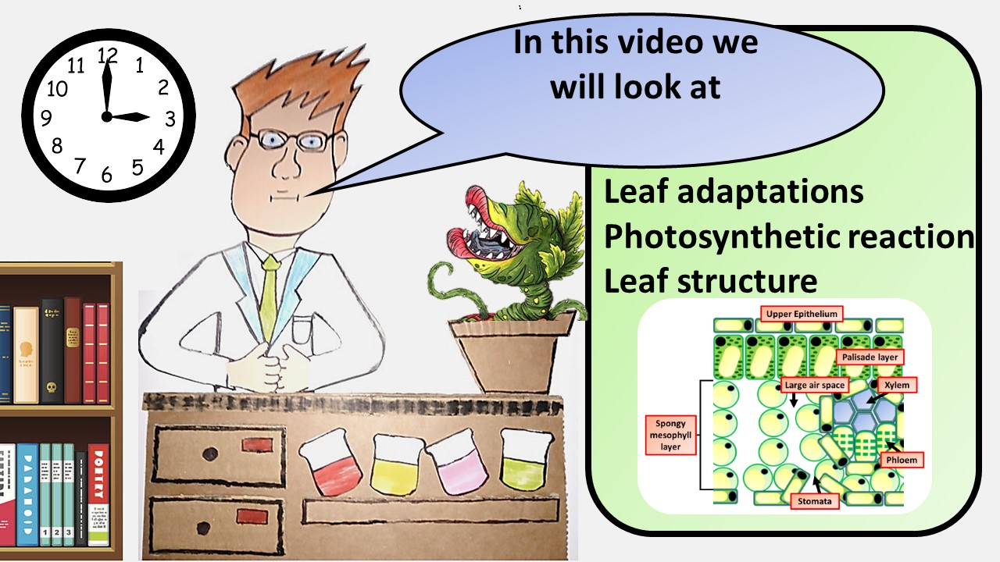 12
11
1
10
2
9
3
8
4
7
5
6
In this video we
will look at
Leaf adaptations
Photosynthetic reaction
Leaf structure
Upper Epithelium
Palisade layer
Large air space
Xylem
Spongy
mesophyll
layer
Phloem
Stomata
PARANOID
1 2 3
POETRY